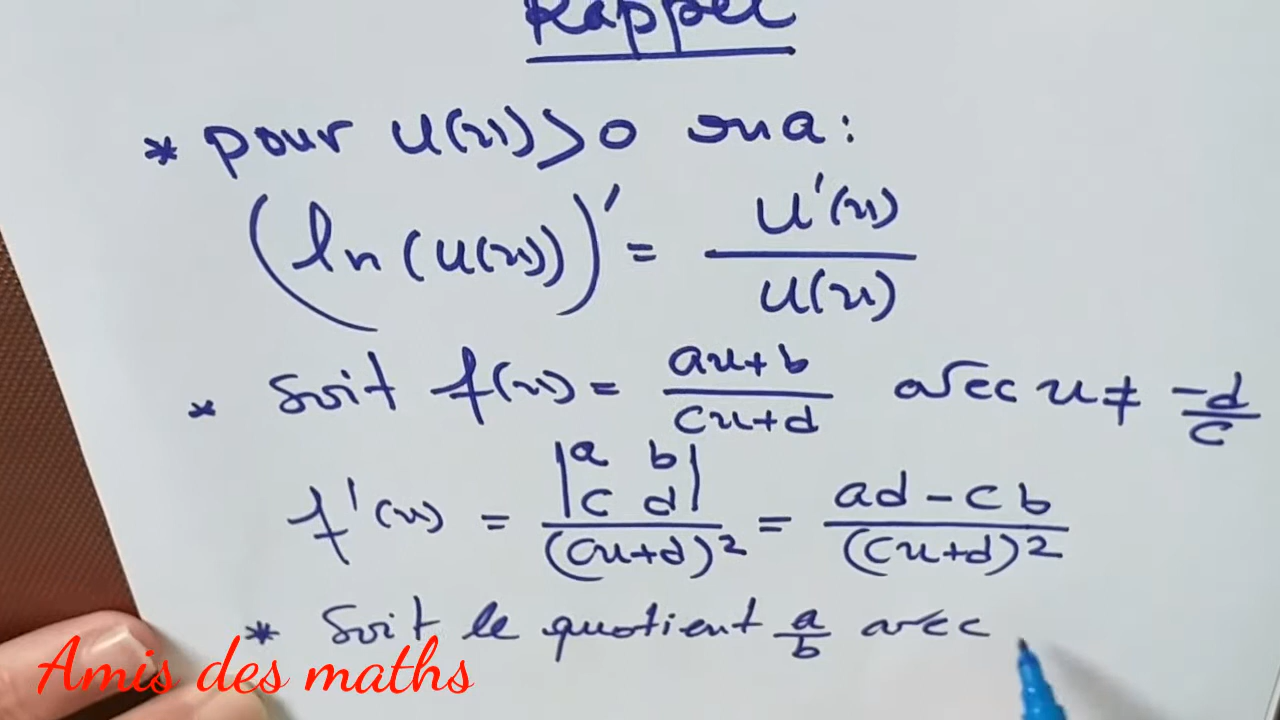 Rappel
* pour u(x)>0 on a:
(ln(u(x)))' = u'(x)/u(x)
* Soit f(x) = ax+b/cx+d avec x ≠ -d/c
f'(x) = |a b c d|/(cx+d)² = ad-cb/(cx+d)²
* Soit le quotient a/b avec
Amis des maths